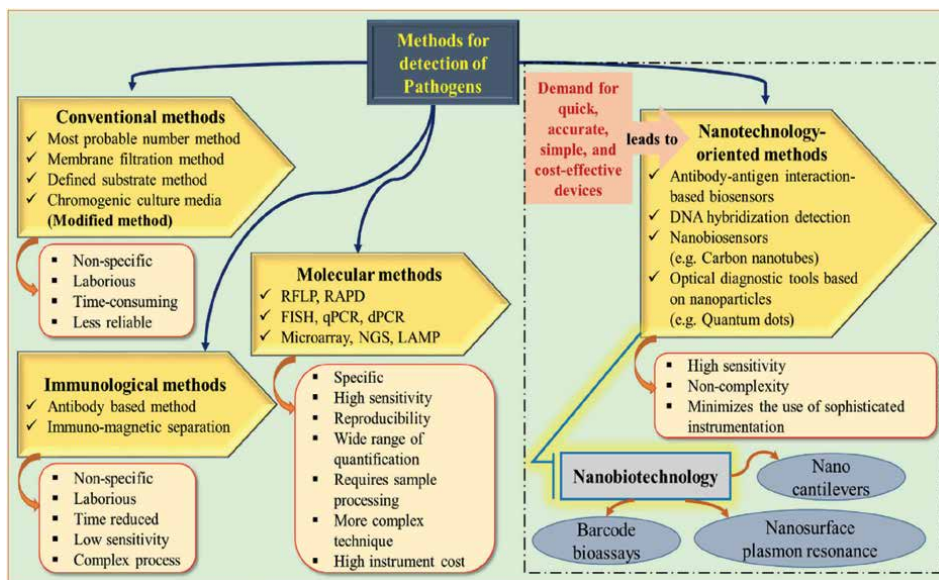 Methods for
detection of
Pathogens
Conventional methods
✓ Most probable number method
✓ Membrane filtration method
✓ Defined substrate method
✓ Chromogenic culture media
(Modified method)
▪ Non-specific
▪ Laborious
▪ Time-consuming
▪ Less reliable
Immunological methods
✓ Antibody based method
✓ Immuno-magnetic separation
▪ Non-specific
▪ Laborious
▪ Time reduced
▪ Low sensitivity
▪ Complex process
Molecular methods
✓ RFLP, RAPD
✓ FISH, qPCR, dPCR
✓ Microarray, NGS, LAMP
▪ Specific
▪ High sensitivity
▪ Reproducibility
▪ Wide range of
quantification
▪ Requires sample
processing
▪ More complex
technique
▪ High instrument cost
Demand for
quick,
accurate,
simple, and
cost-effective
devices
leads to
Nanotechnology-
oriented methods
✓ Antibody-antigen interaction-
based biosensors
✓ DNA hybridization detection
✓ Nanobiosensors
(e.g. Carbon nanotubes)
✓ Optical diagnostic tools based
on nanoparticles
(e.g. Quantum dots)
▪ High sensitivity
▪ Non-complexity
▪ Minimizes the use of sophisticated
instrumentation
Nanobiotechnology
Nano
cantilevers
Barcode
bioassays
Nanosurface
plasmon resonance